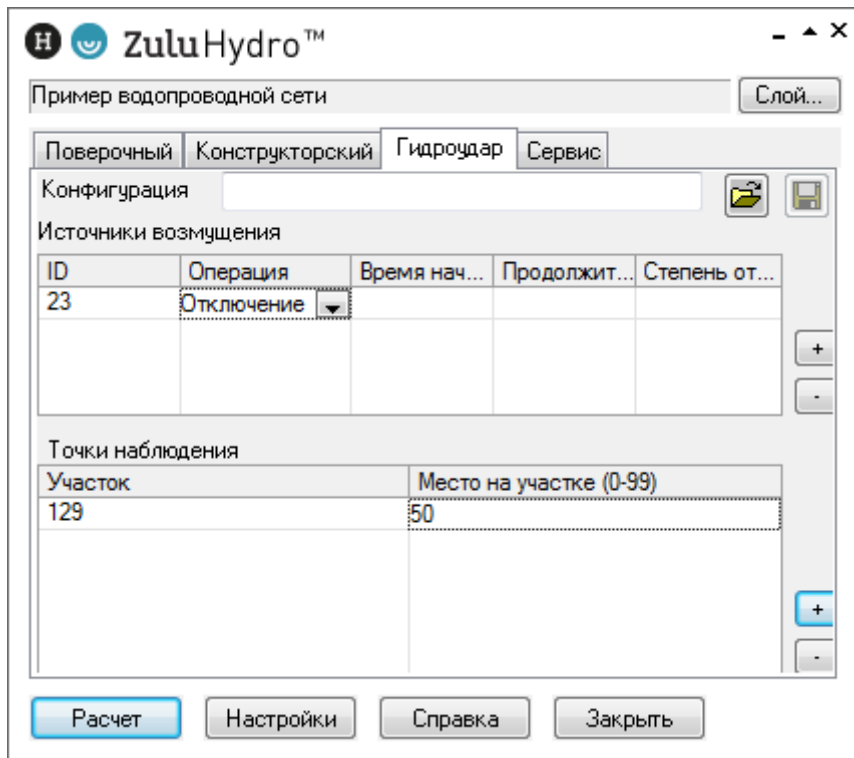 ZuluHydro™
Пример водопроводной сети Слой...
Поверочный Конструкторский Гидроудар Сервис
Конфигурация
Источники возмущения
ID Операция Время нач... Продолжит... Степень от...
23 Отключение
+
-
Точки наблюдения
Участок Место на участке (0-99)
129 50
+
-
Расчет Настройки Справка Закрыть